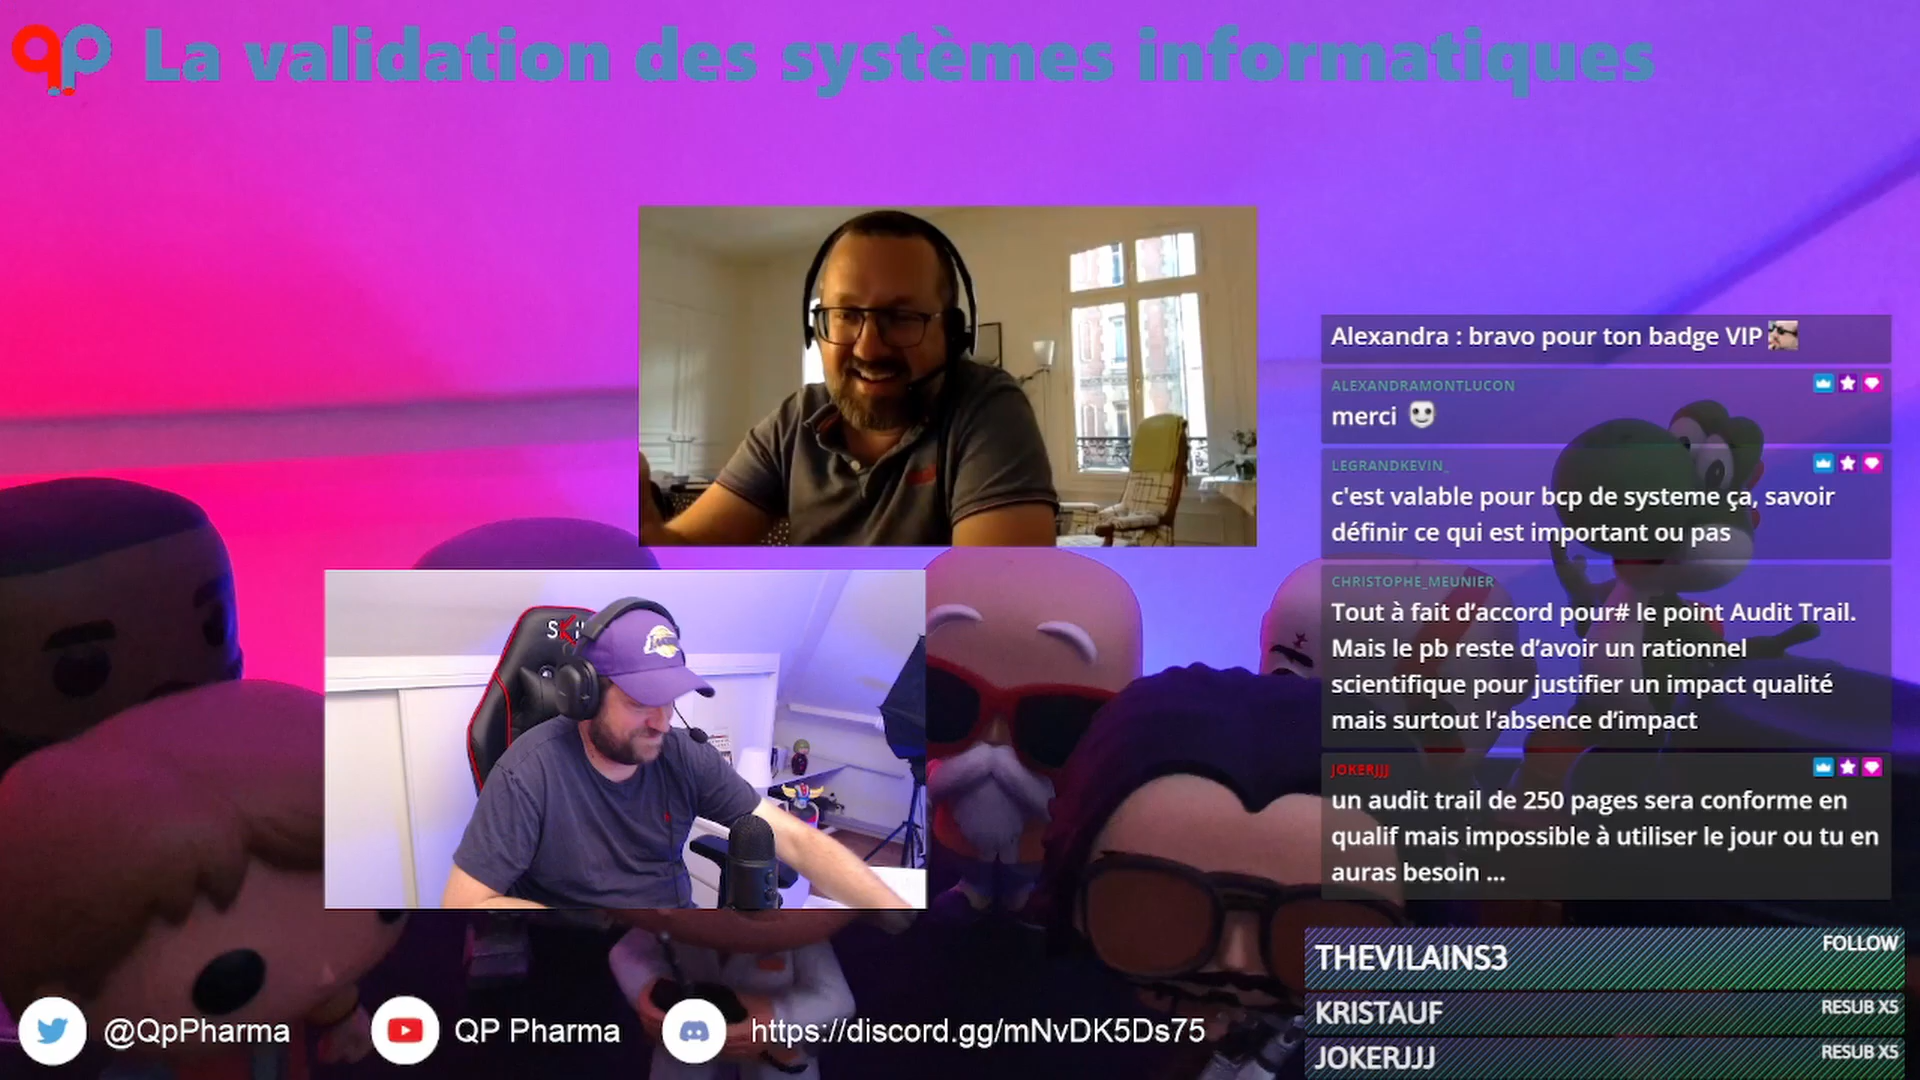 qp La validation des systèmes informatiques
Alexandra : bravo pour ton badge VIP
ALEXANDRAMONTLUCON
merci
LEGRANDKEVIN_
c'est valable pour bcp de systeme ça, savoir
définir ce qui est important ou pas
CHRISTOPHE_MEUNIER
Tout à fait d’accord pour# le point Audit Trail.
Mais le pb reste d’avoir un rationnel
scientifique pour justifier un impact qualité
mais surtout l’absence d’impact
JOKERJJJ
un audit trail de 250 pages sera conforme en
qualif mais impossible à utiliser le jour ou tu en
auras besoin ...
THEVILAINS3 FOLLOW
KRISTAUF RESUB X5
JOKERJJJ RESUB X5
@QpPharma QP Pharma https://discord.gg/mNvDK5Ds75